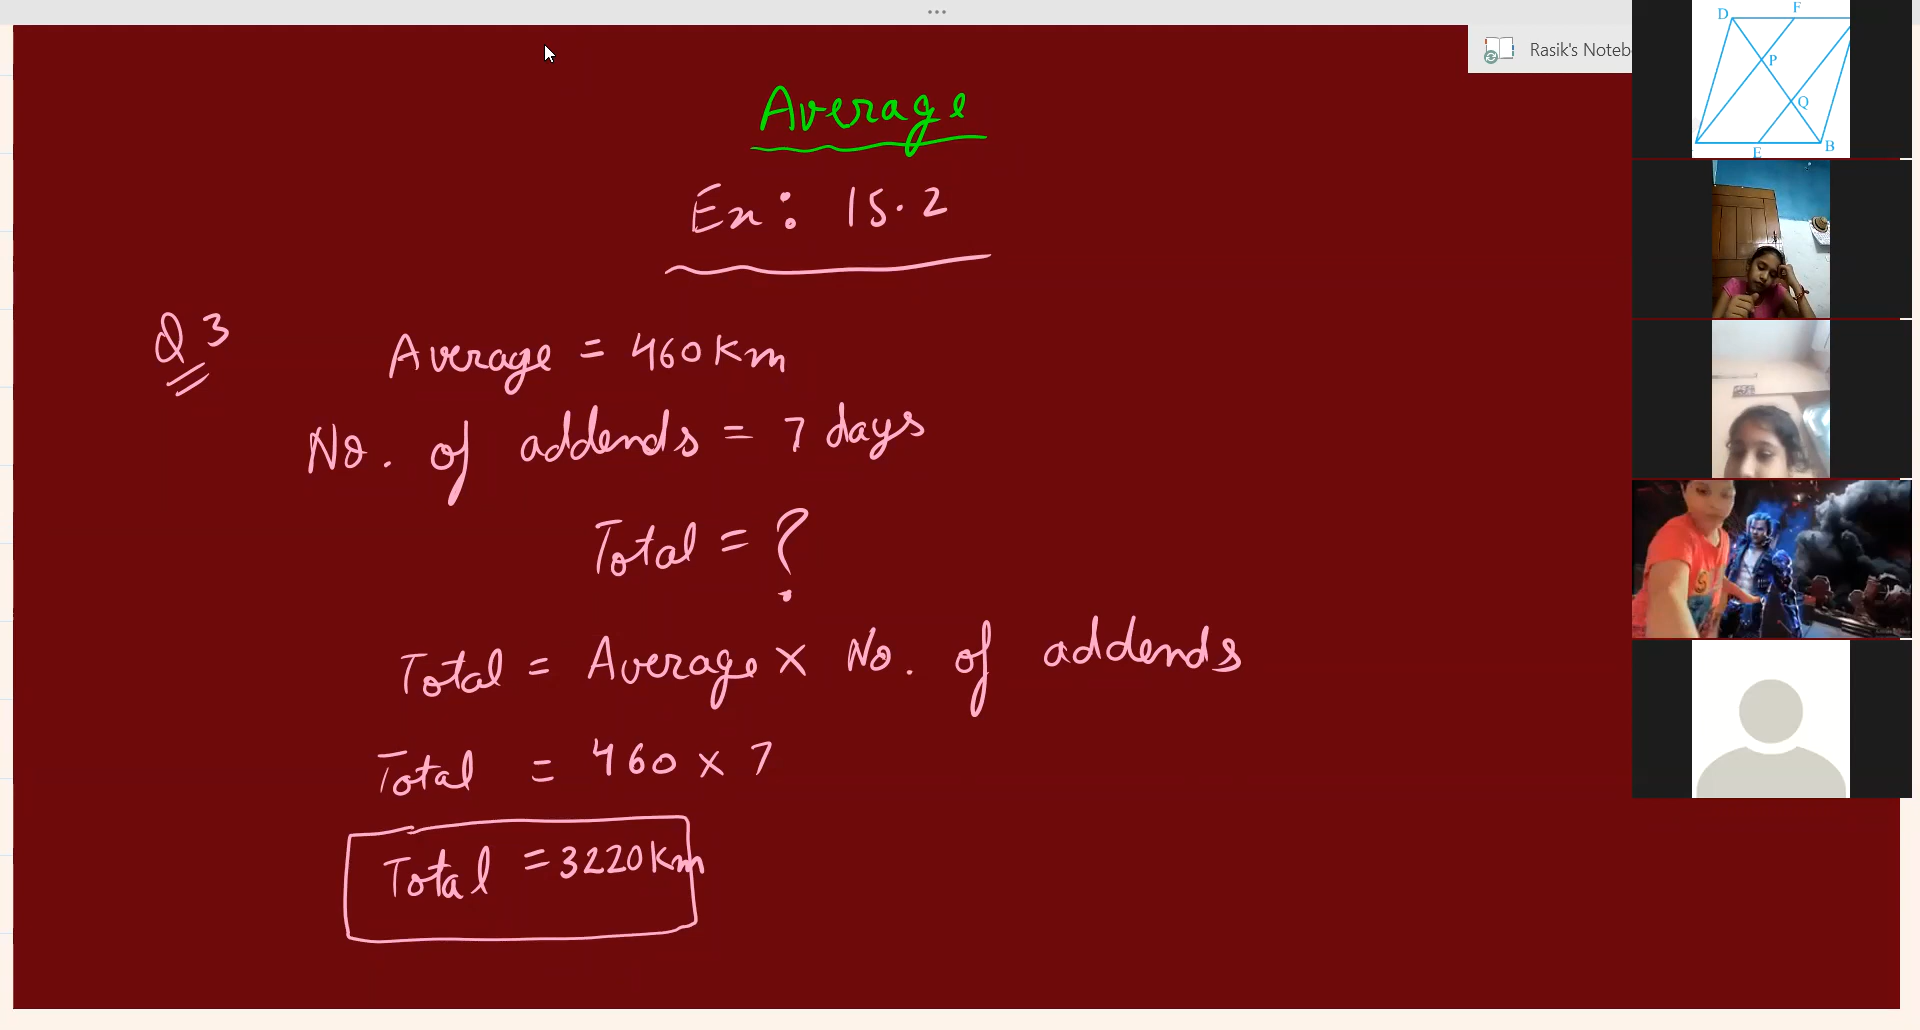 Rasik's Noteb
Average
Ex: 15.2
Q3
Average = 460 Km
No. of addends = 7 days
Total = ?
Total = Average × No. of addends
Total = 460 × 7
Total = 3220 Km
D F
P
Q
E B